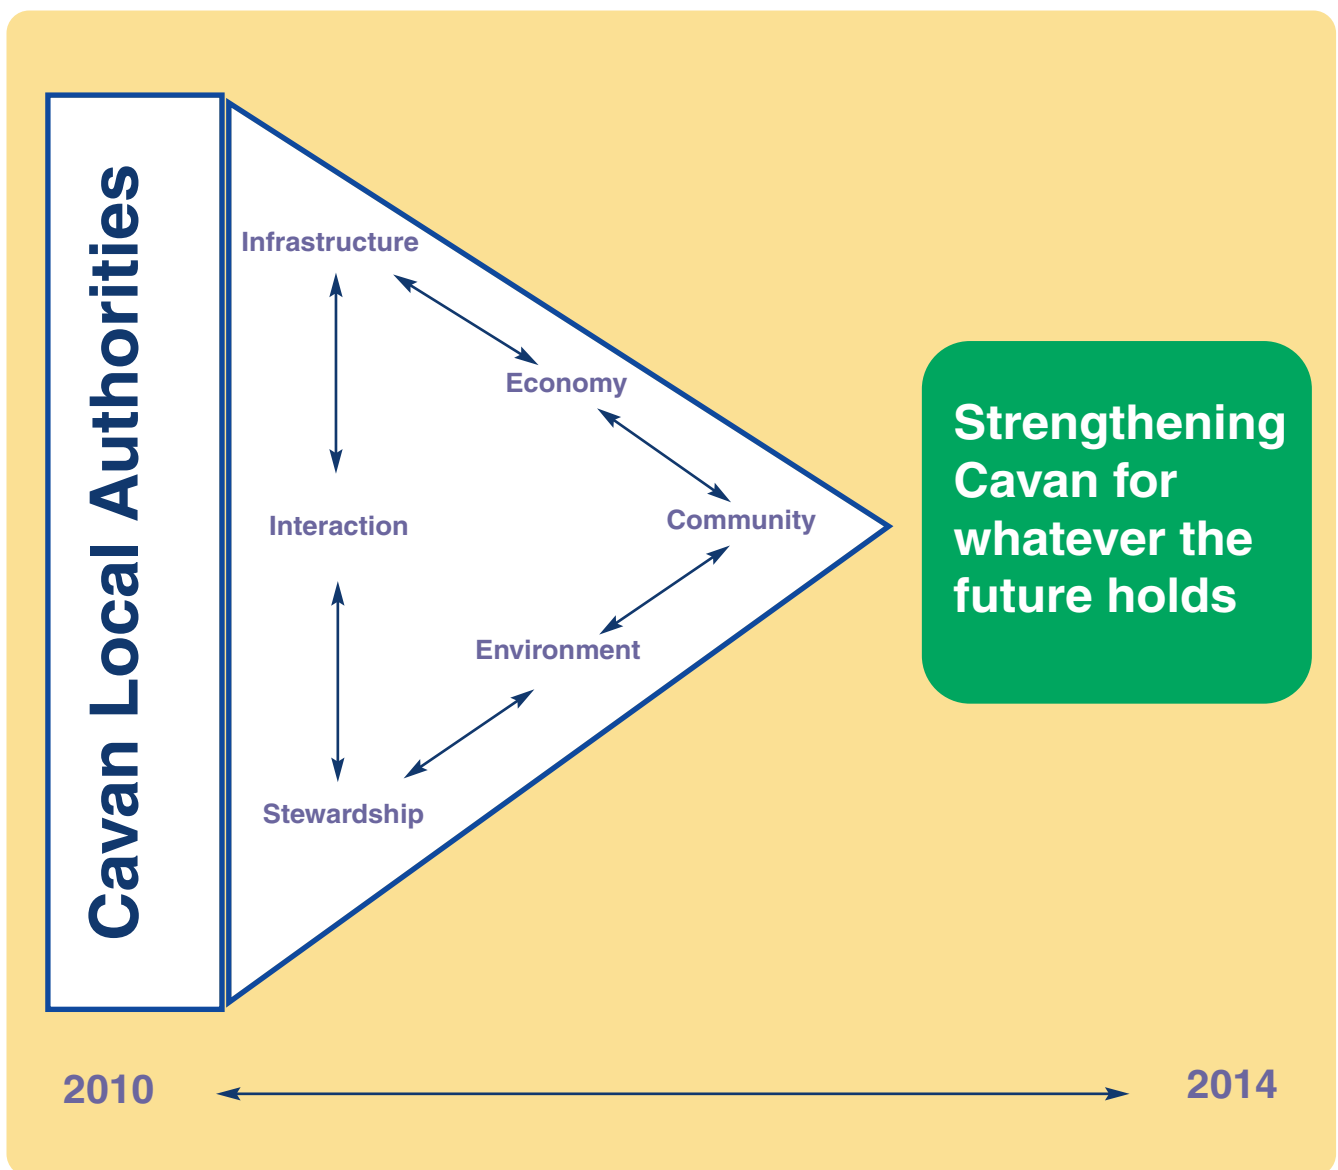 Cavan Local Authorities
Infrastructure
Economy
Interaction
Community
Environment
Stewardship
Strengthening
Cavan for
whatever the
future holds
2010
2014